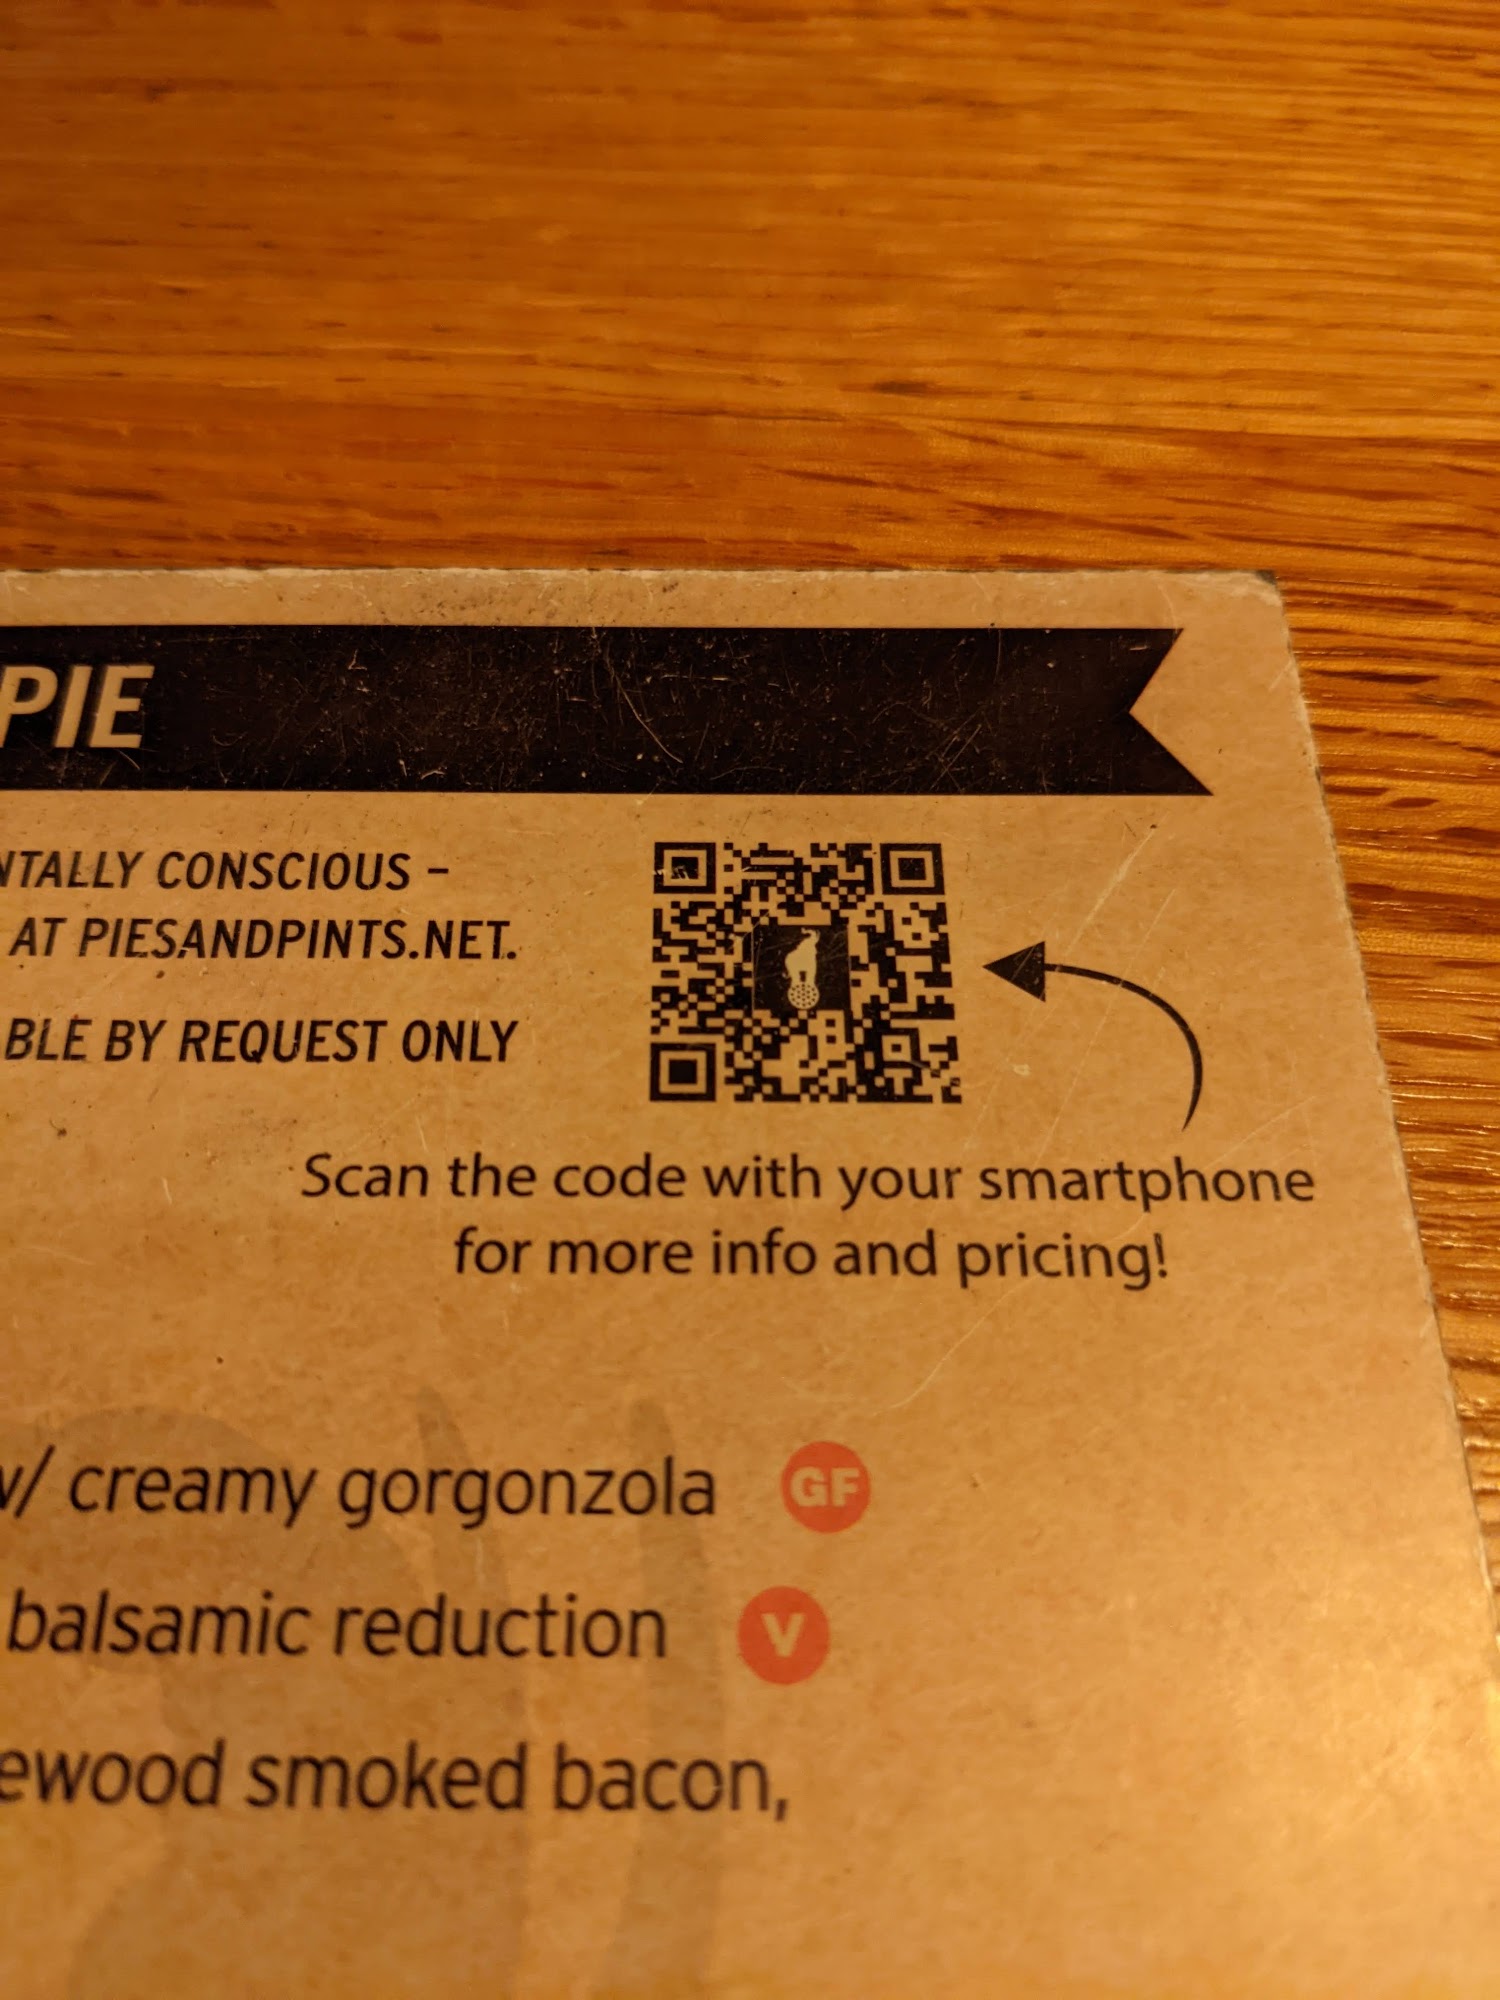 PIE
NTALLY CONSCIOUS –
AT PIESANDPINTS.NET.
BLE BY REQUEST ONLY
Scan the code with your smartphone
for more info and pricing!
w/ creamy gorgonzola GF
balsamic reduction V
ewood smoked bacon,